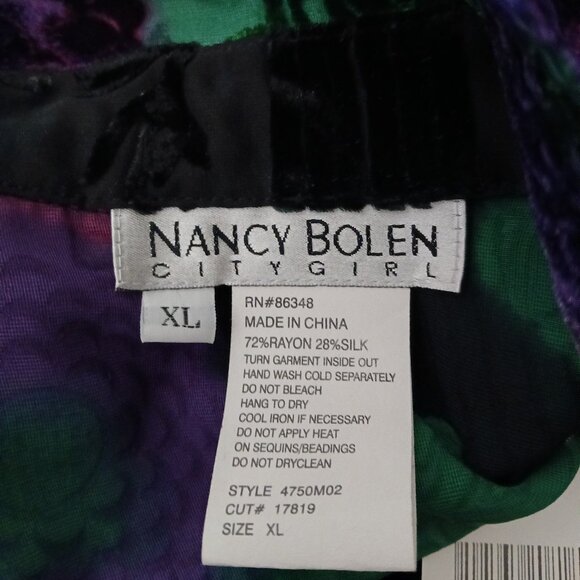 NANCY BOLEN
CITYGIRL
XL
RN#86348
MADE IN CHINA
72%RAYON 28%SILK
TURN GARMENT INSIDE OUT
HAND WASH COLD SEPARATELY
DO NOT BLEACH
HANG TO DRY
COOL IRON IF NECESSARY
DO NOT APPLY HEAT
ON SEQUINS/BEADINGS
DO NOT DRYCLEAN
STYLE 4750M02
CUT# 17819
SIZE XL